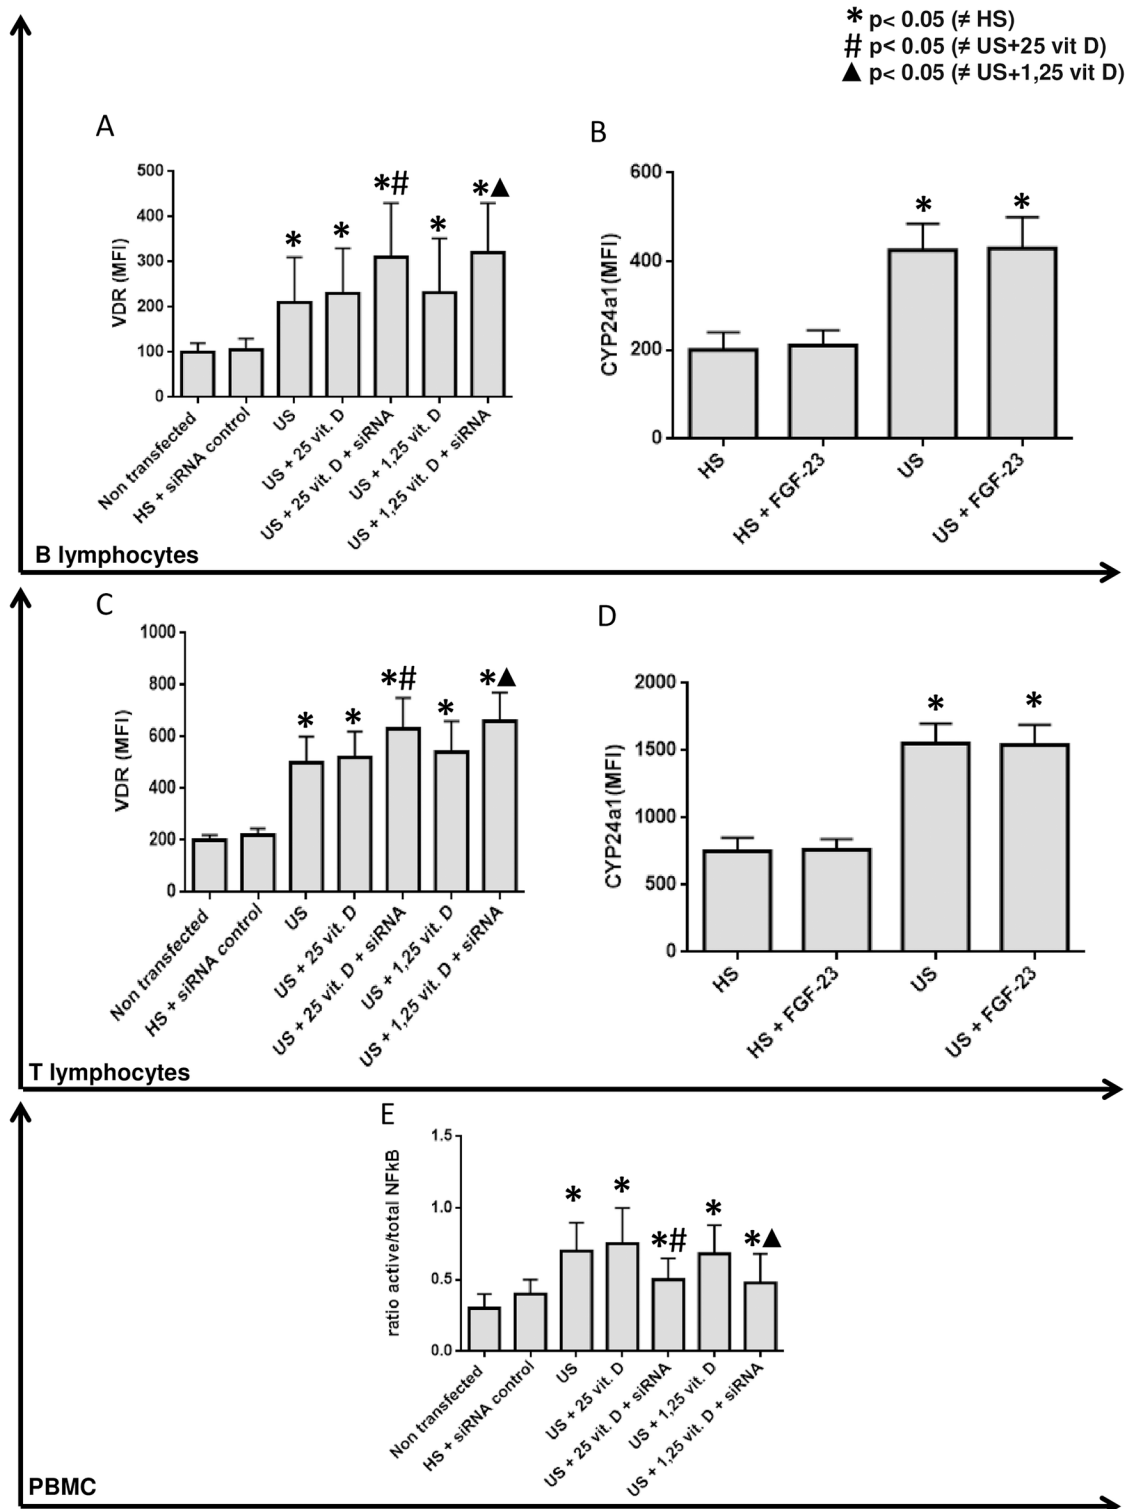 * p< 0.05 (≠ HS)
# p< 0.05 (≠ US+25 vit D)
▲ p< 0.05 (≠ US+1,25 vit D)
A
VDR (MFI)
500
400
300
200
100
0
*
*
*#
*
*▲
Non transfected
HS + siRNA control
US
US + 25 vit. D
US + 25 vit. D + siRNA
US + 1,25 vit. D
US + 1,25 vit. D + siRNA
B
CYP24a1(MFI)
600
400
200
0
*
*
HS
HS + FGF-23
US
US + FGF-23
B lymphocytes
C
VDR (MFI)
1000
800
600
400
200
0
*
*
*#
*
*▲
Non transfected
HS + siRNA control
US
US + 25 vit. D
US + 25 vit. D + siRNA
US + 1,25 vit. D
US + 1,25 vit. D + siRNA
D
CYP24a1(MFI)
2000
1500
1000
500
0
*
*
HS
HS + FGF-23
US
US + FGF-23
T lymphocytes
E
ratio active/total NFkB
1.5
1.0
0.5
0.0
*
*
*#
*
*▲
Non transfected
HS + siRNA control
US
US + 25 vit. D
US + 25 vit. D + siRNA
US + 1,25 vit. D
US + 1,25 vit. D + siRNA
PBMC